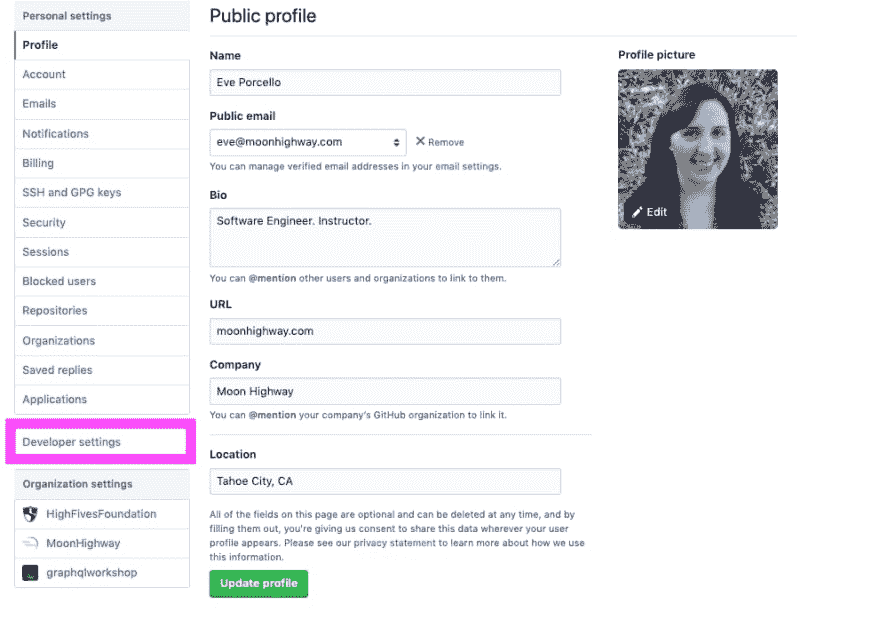 Personal settings
Profile
Account
Emails
Notifications
Billing
SSH and GPG keys
Security
Sessions
Blocked users
Repositories
Organizations
Saved replies
Applications
Developer settings
Organization settings
HighFivesFoundation
MoonHighway
graphqlworkshop
Public profile
Name
Eve Porcello
Public email
eve@moonhighway.com
Remove
You can manage verified email addresses in your email settings.
Bio
Software Engineer. Instructor.
You can @mention other users and organizations to link to them.
URL
moonhighway.com
Company
Moon Highway
You can @mention your company's GitHub organization to link it.
Location
Tahoe City, CA
All of the fields on this page are optional and can be deleted at any time, and by
filling them out, you're giving us consent to share this data wherever your user
profile appears. Please see our privacy statement to learn more about how we use
this information.
Update profile
Profile picture
Edit